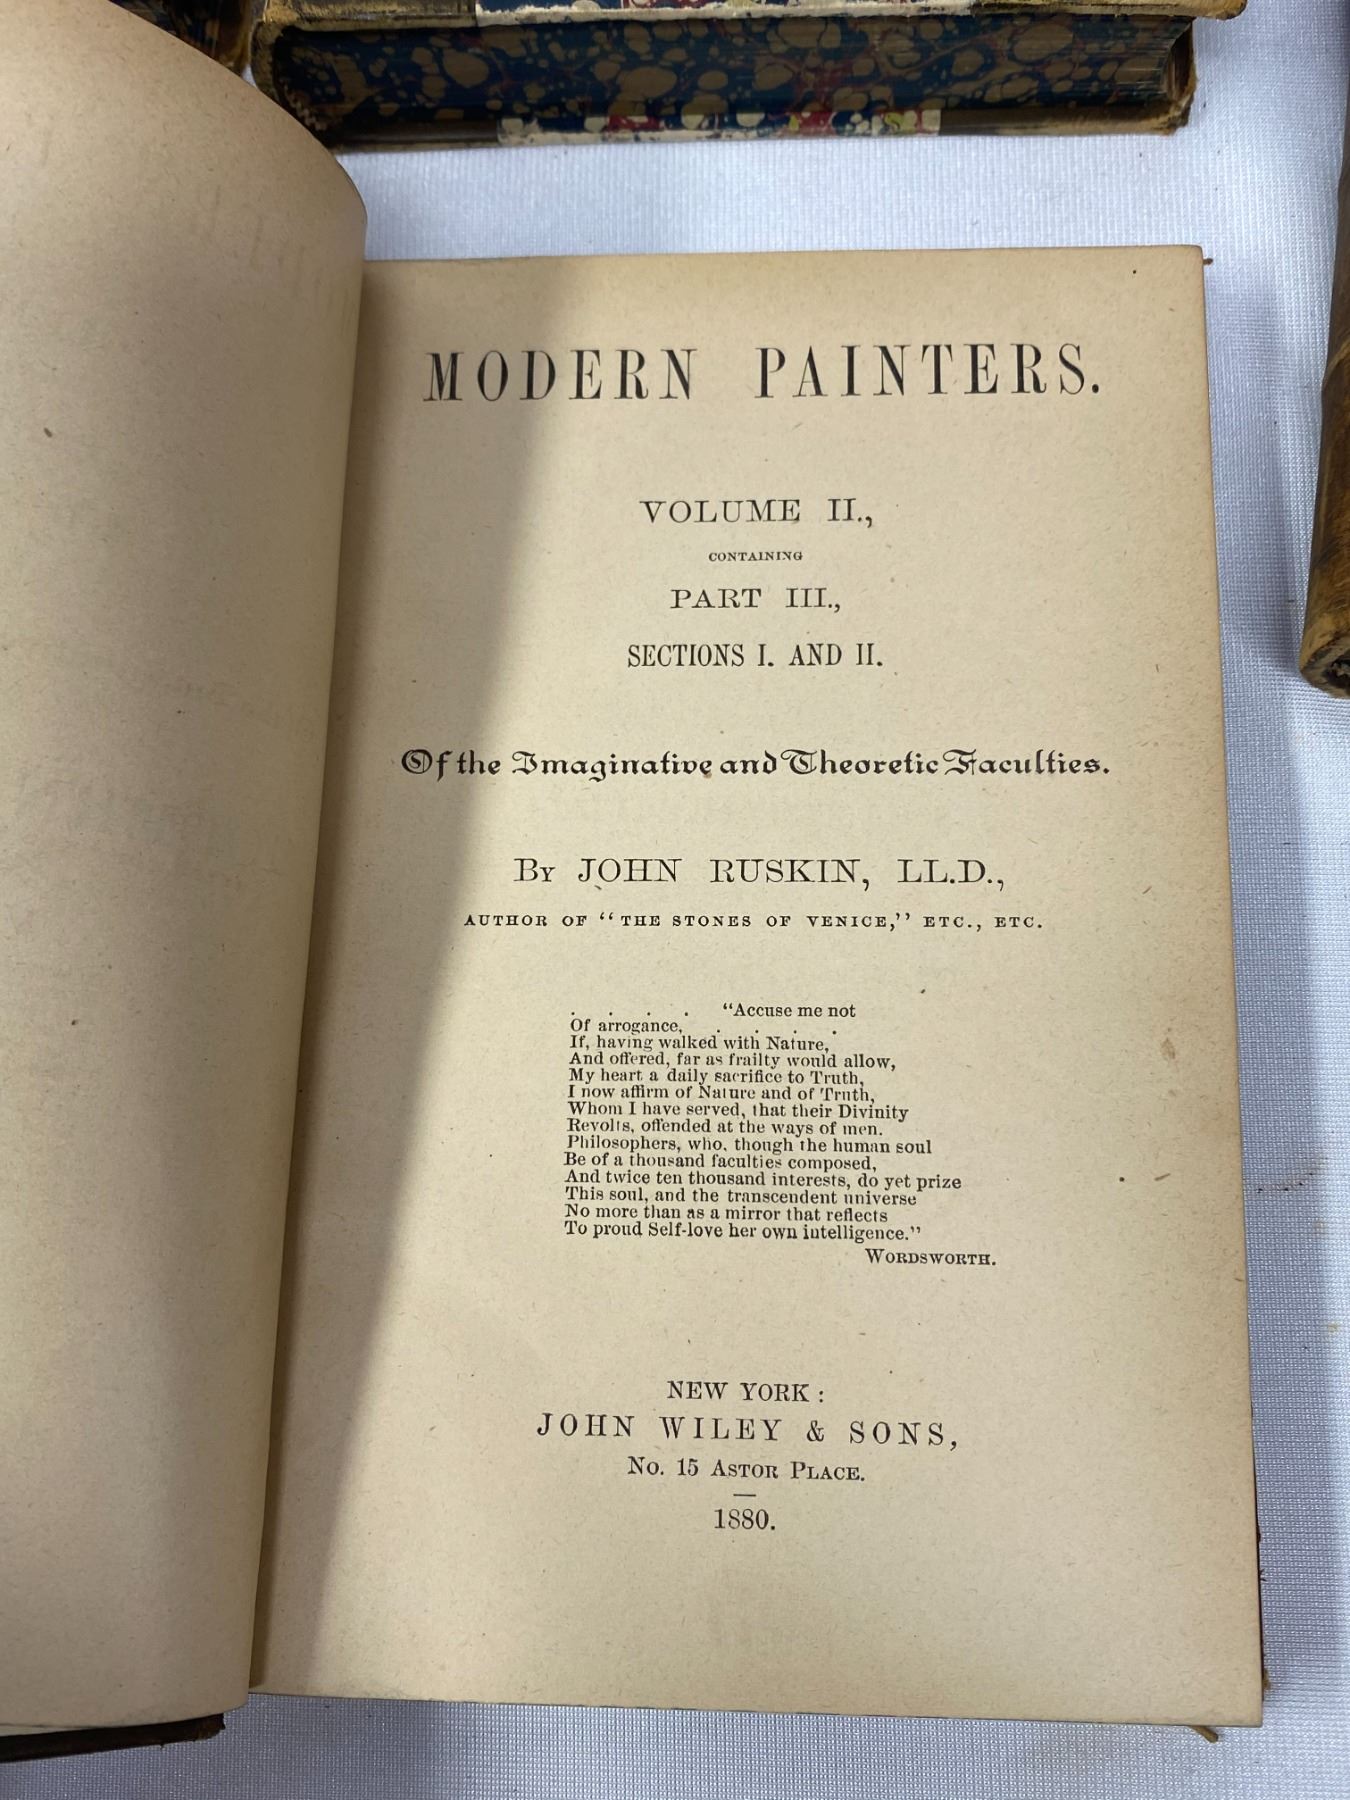 MODERN PAINTERS.
VOLUME II.,
CONTAINING
PART III.,
SECTIONS I. AND II.
Of the Imaginative and Theoretic Faculties.
BY JOHN RUSKIN, LL.D.,
AUTHOR OF "THE STONES OF VENICE," ETC., ETC.
. . . . "Accuse me not
Of arrogance, . . . .
If, having walked with Nature,
And offered, far as frailty would allow,
My heart a daily sacrifice to Truth,
I now affirm of Nature and of Truth,
Whom I have served, that their Divinity
Revolts, offended at the ways of men.
Philosophers, who, though the human soul
Be of a thousand faculties composed,
And twice ten thousand interests, do yet prize
This soul, and the transcendent universe
No more than as a mirror that reflects
To proud Self-love her own intelligence."
WORDSWORTH.
NEW YORK:
JOHN WILEY & SONS,
No. 15 ASTOR PLACE.
1880.